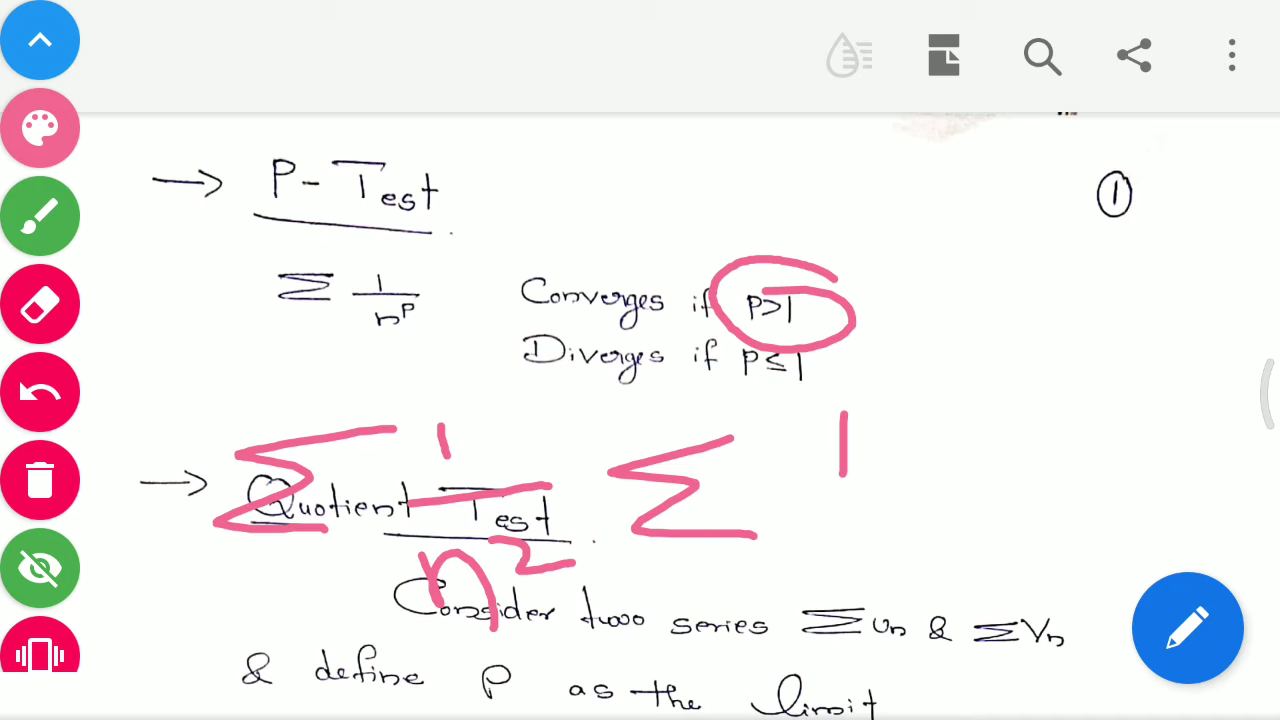 → P-Test
①
Σ 1/n^p Converges if p>1
Diverges if p≤1
Σ 1/n^2 Σ 1
→ Quotient Test
Consider two series Σun & ΣVn
& define P as the limit